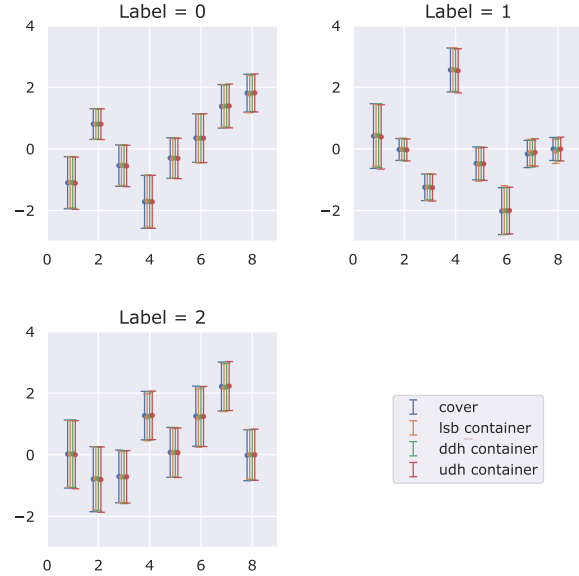 Label = 0
4
2
0
−2
0 2 4 6 8
Label = 1
4
2
0
−2
0 2 4 6 8
Label = 2
4
2
0
−2
0 2 4 6 8
cover
lsb container
ddh container
udh container